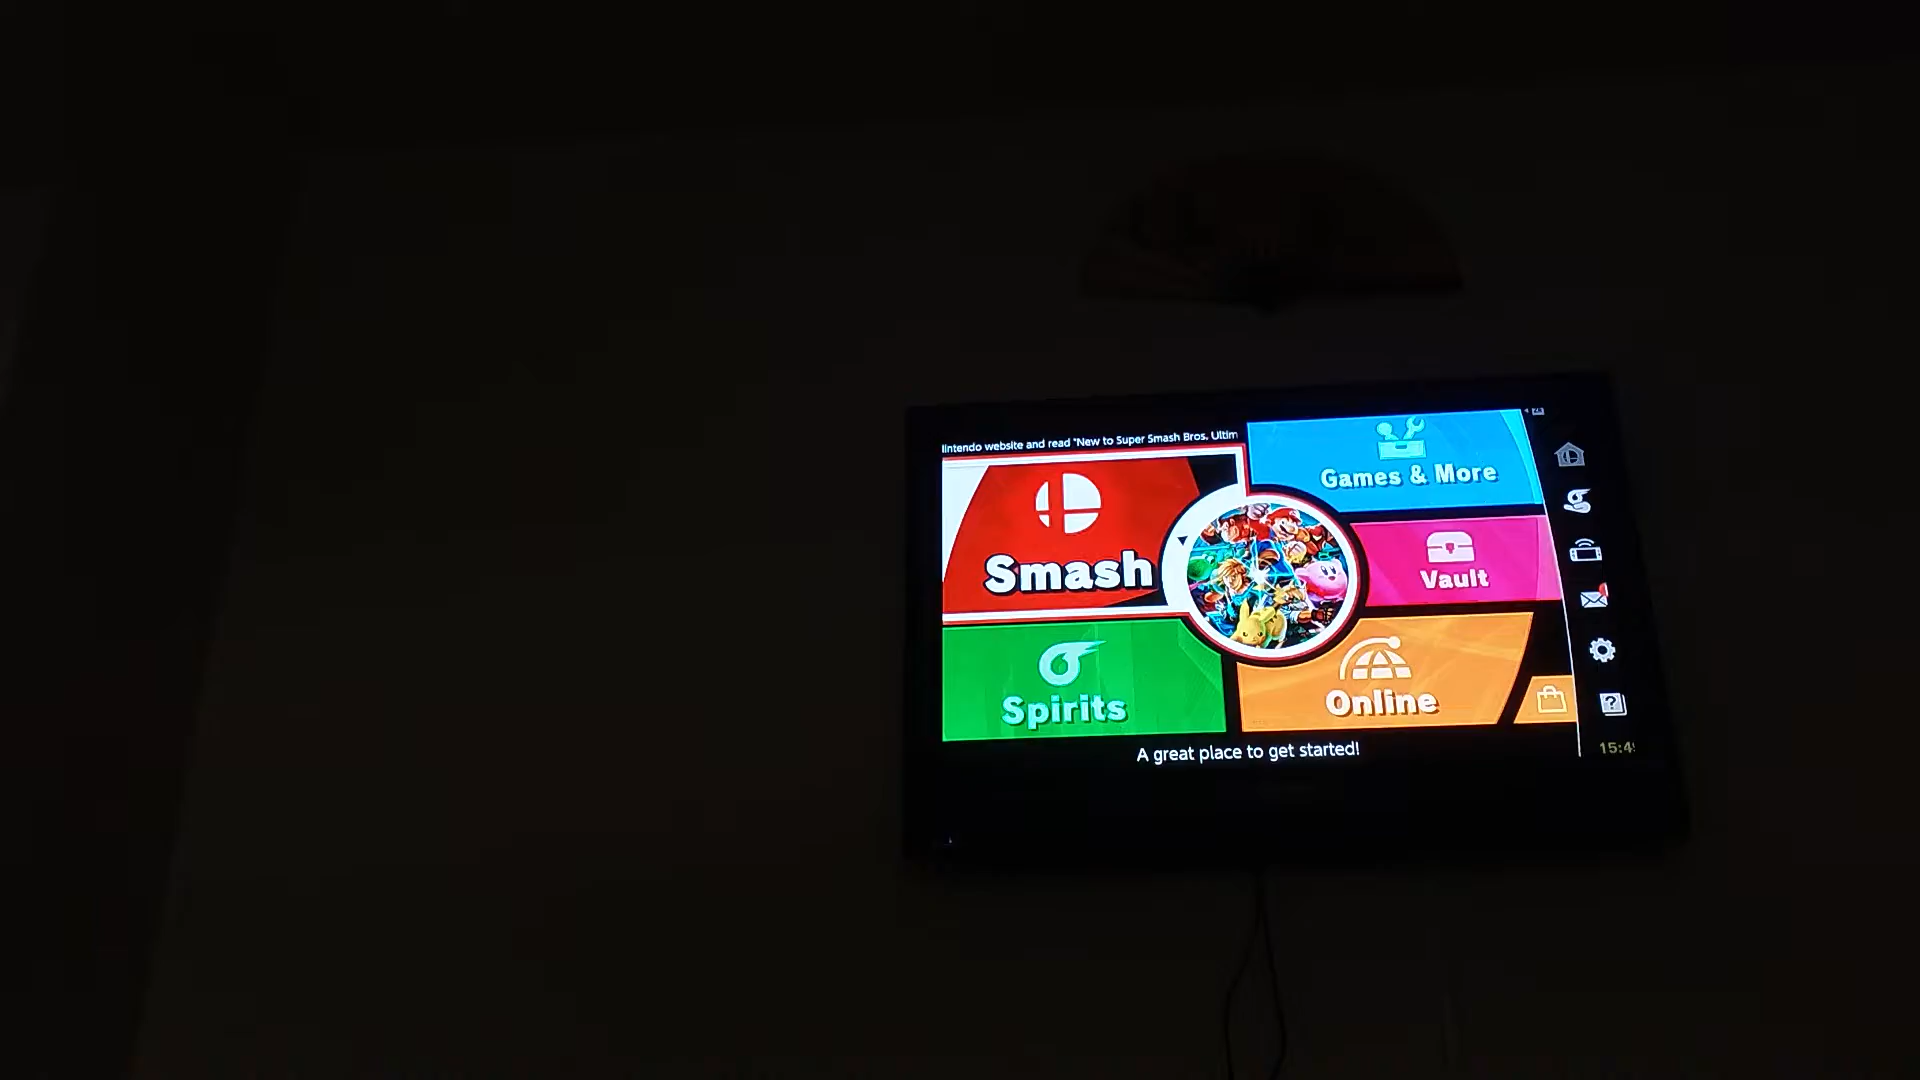 lintendo website and read "New to Super Smash Bros. Ultim
Games & More
Smash
Vault
Spirits
Online
A great place to get started!
15:4